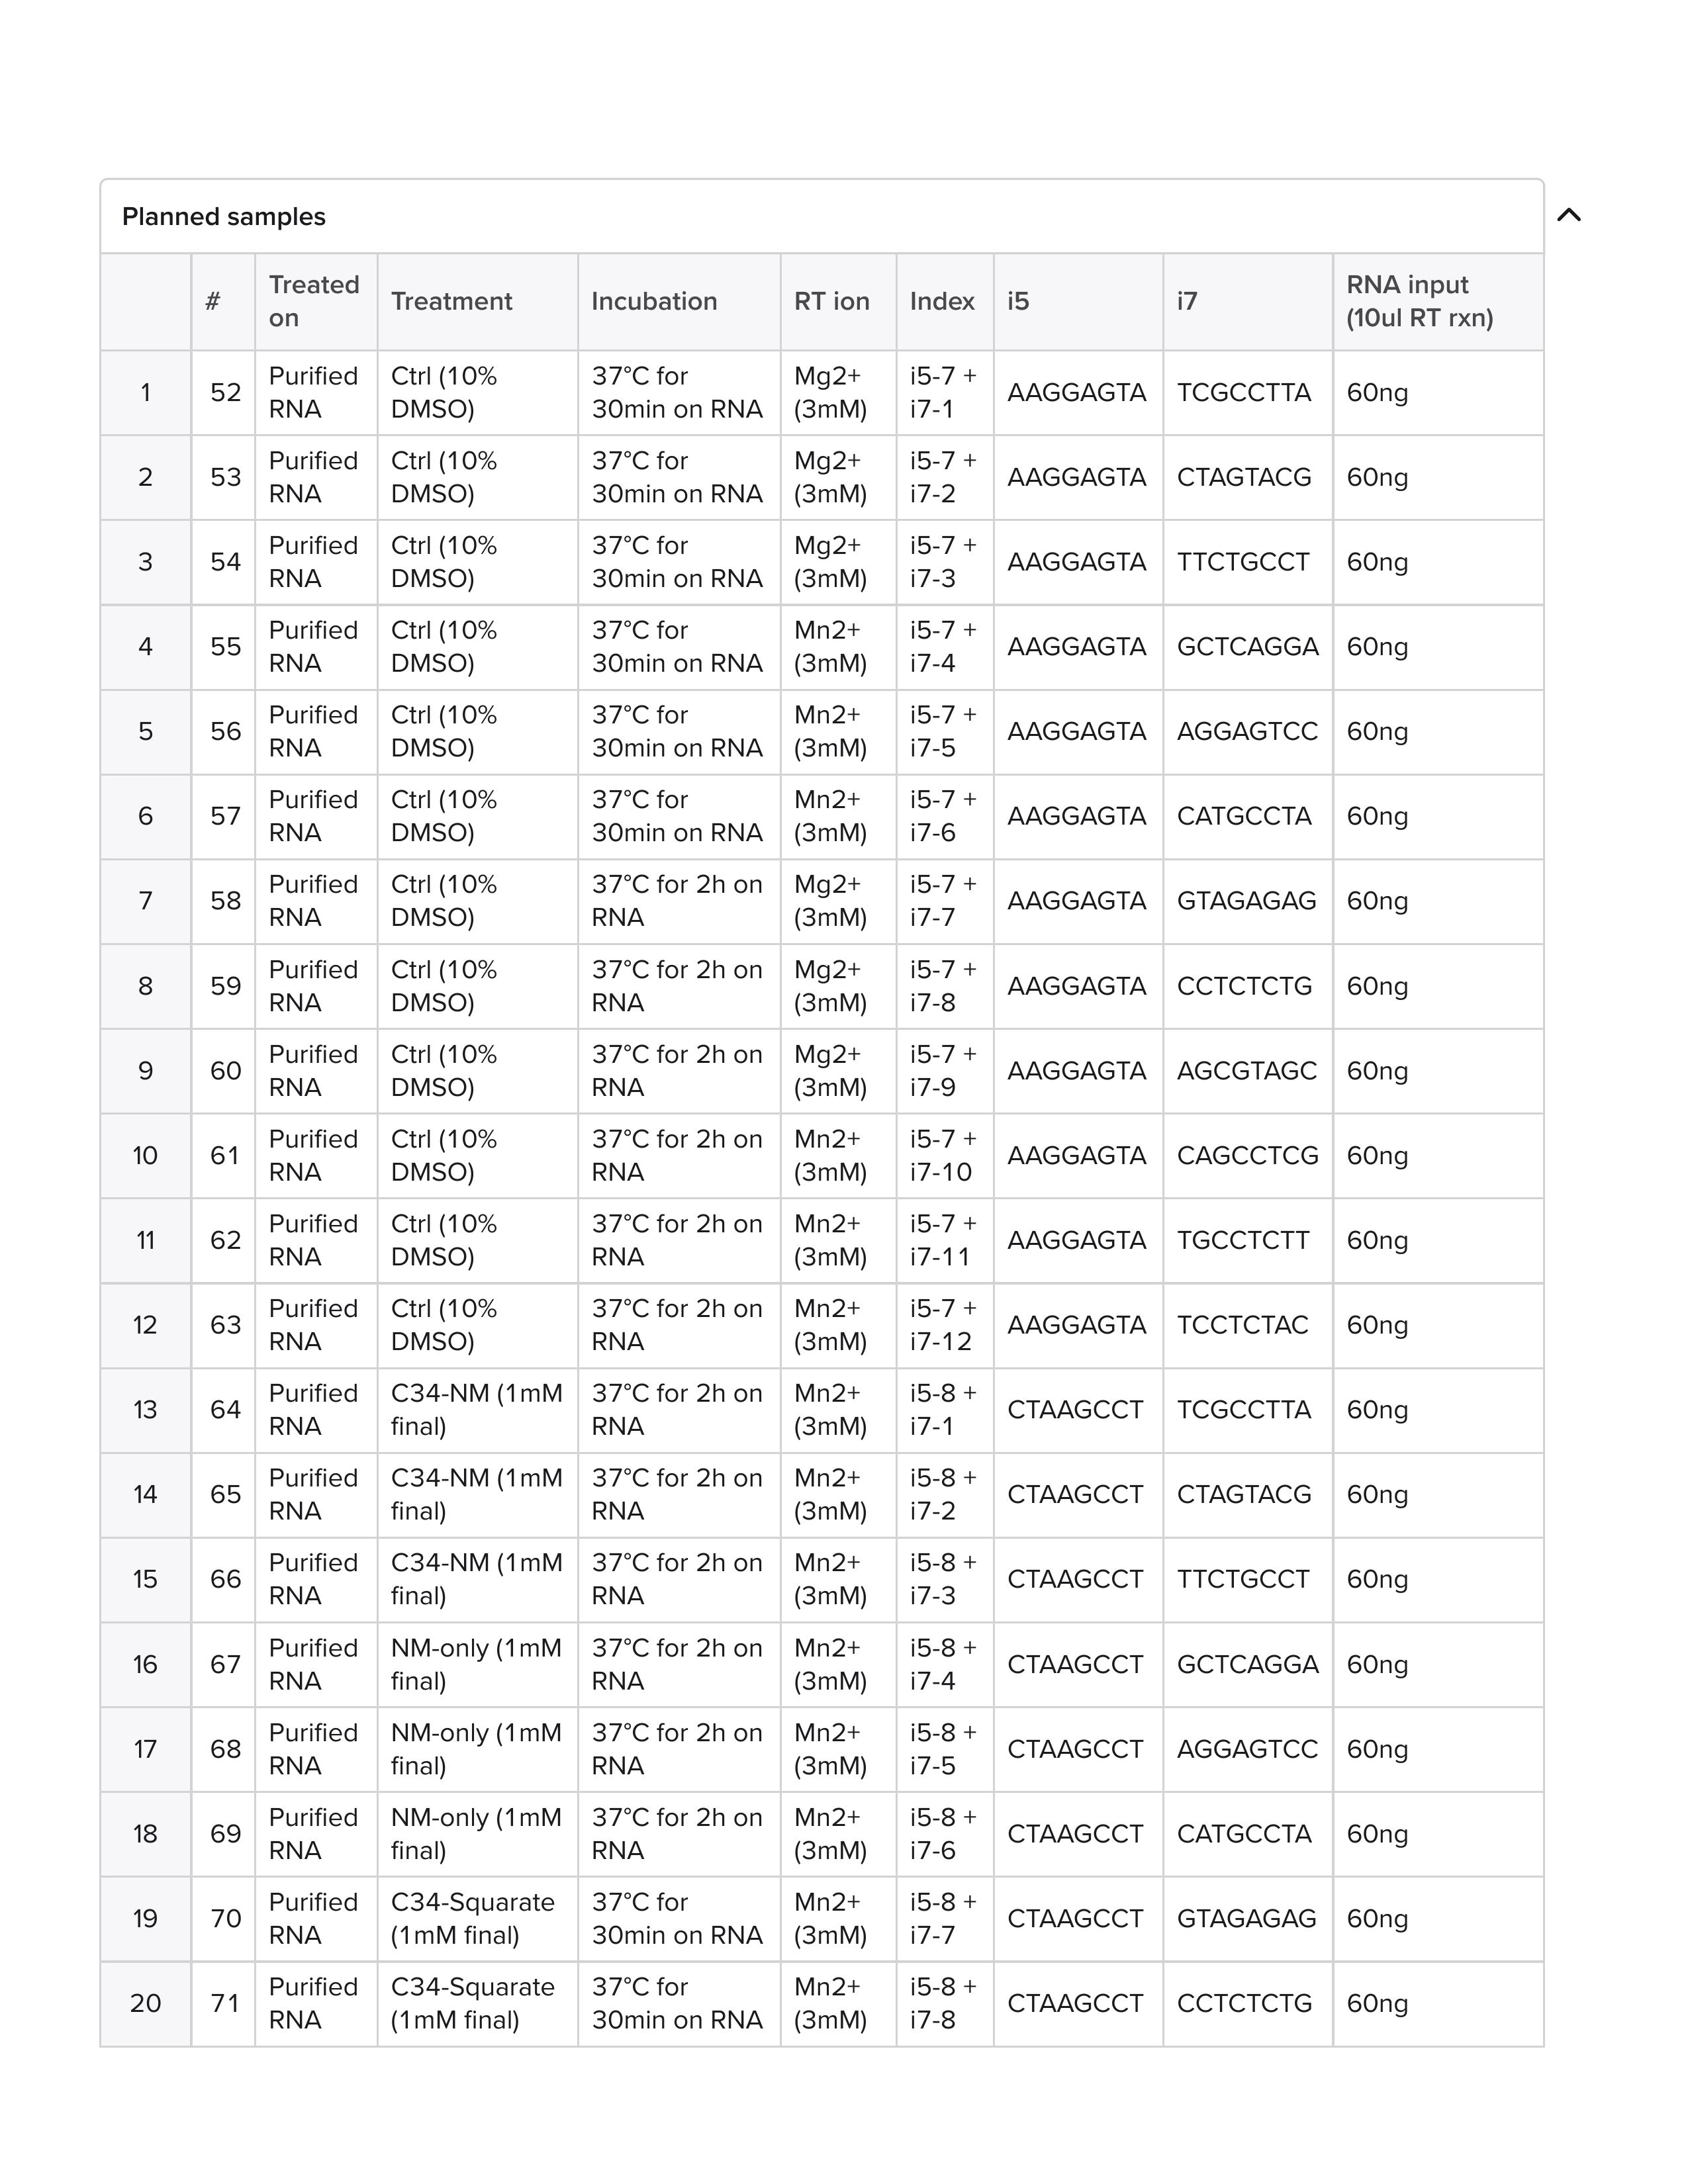 Planned samples
# Treated on Treatment Incubation RT ion Index i5 i7 RNA input (10ul RT rxn)
1 52 Purified RNA Ctrl (10% DMSO) 37°C for 30min on RNA Mg2+ (3mM) i5-7 + i7-1 AAGGAGTA TCGCCTTA 60ng
2 53 Purified RNA Ctrl (10% DMSO) 37°C for 30min on RNA Mg2+ (3mM) i5-7 + i7-2 AAGGAGTA CTAGTACG 60ng
3 54 Purified RNA Ctrl (10% DMSO) 37°C for 30min on RNA Mg2+ (3mM) i5-7 + i7-3 AAGGAGTA TTCTGCCT 60ng
4 55 Purified RNA Ctrl (10% DMSO) 37°C for 30min on RNA Mn2+ (3mM) i5-7 + i7-4 AAGGAGTA GCTCAGGA 60ng
5 56 Purified RNA Ctrl (10% DMSO) 37°C for 30min on RNA Mn2+ (3mM) i5-7 + i7-5 AAGGAGTA AGGAGTCC 60ng
6 57 Purified RNA Ctrl (10% DMSO) 37°C for 30min on RNA Mn2+ (3mM) i5-7 + i7-6 AAGGAGTA CATGCCTA 60ng
7 58 Purified RNA Ctrl (10% DMSO) 37°C for 2h on RNA Mg2+ (3mM) i5-7 + i7-7 AAGGAGTA GTAGAGAG 60ng
8 59 Purified RNA Ctrl (10% DMSO) 37°C for 2h on RNA Mg2+ (3mM) i5-7 + i7-8 AAGGAGTA CCTCTCTG 60ng
9 60 Purified RNA Ctrl (10% DMSO) 37°C for 2h on RNA Mg2+ (3mM) i5-7 + i7-9 AAGGAGTA AGCGTAGC 60ng
10 61 Purified RNA Ctrl (10% DMSO) 37°C for 2h on RNA Mn2+ (3mM) i5-7 + i7-10 AAGGAGTA CAGCCTCG 60ng
11 62 Purified RNA Ctrl (10% DMSO) 37°C for 2h on RNA Mn2+ (3mM) i5-7 + i7-11 AAGGAGTA TGCCTCTT 60ng
12 63 Purified RNA Ctrl (10% DMSO) 37°C for 2h on RNA Mn2+ (3mM) i5-7 + i7-12 AAGGAGTA TCCTCTAC 60ng
13 64 Purified RNA C34-NM (1mM final) 37°C for 2h on RNA Mn2+ (3mM) i5-8 + i7-1 CTAAGCCT TCGCCTTA 60ng
14 65 Purified RNA C34-NM (1mM final) 37°C for 2h on RNA Mn2+ (3mM) i5-8 + i7-2 CTAAGCCT CTAGTACG 60ng
15 66 Purified RNA C34-NM (1mM final) 37°C for 2h on RNA Mn2+ (3mM) i5-8 + i7-3 CTAAGCCT TTCTGCCT 60ng
16 67 Purified RNA NM-only (1mM final) 37°C for 2h on RNA Mn2+ (3mM) i5-8 + i7-4 CTAAGCCT GCTCAGGA 60ng
17 68 Purified RNA NM-only (1mM final) 37°C for 2h on RNA Mn2+ (3mM) i5-8 + i7-5 CTAAGCCT AGGAGTCC 60ng
18 69 Purified RNA NM-only (1mM final) 37°C for 2h on RNA Mn2+ (3mM) i5-8 + i7-6 CTAAGCCT CATGCCTA 60ng
19 70 Purified RNA C34-Squarate (1mM final) 37°C for 30min on RNA Mn2+ (3mM) i5-8 + i7-7 CTAAGCCT GTAGAGAG 60ng
20 71 Purified RNA C34-Squarate (1mM final) 37°C for 30min on RNA Mn2+ (3mM) i5-8 + i7-8 CTAAGCCT CCTCTCTG 60ng